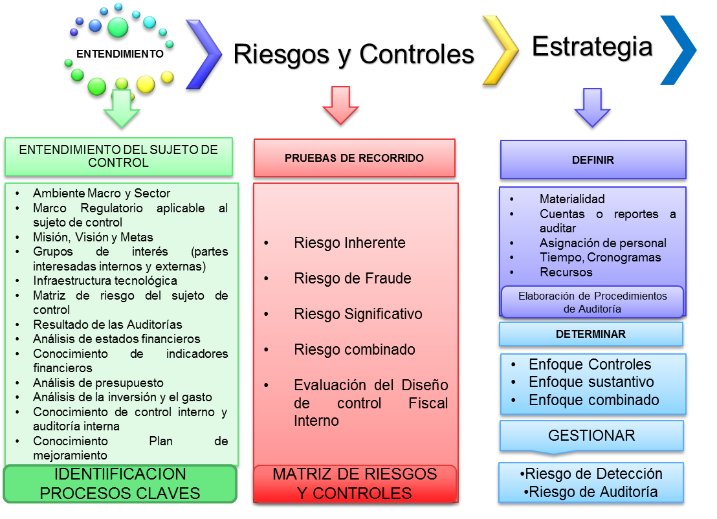 ENTENDIMIENTO
Riesgos y Controles
Estrategia
ENTENDIMIENTO DEL SUJETO DE
CONTROL
• Ambiente Macro y Sector
• Marco Regulatorio aplicable al
sujeto de control
• Misión, Visión y Metas
• Grupos de interés (partes
interesadas internos y externas)
• Infraestructura tecnológica
• Matriz de riesgo del sujeto de
control
• Resultado de las Auditorías
• Análisis de estados financieros
• Conocimiento de indicadores
financieros
• Análisis de presupuesto
• Análisis de la inversión y el gasto
• Conocimiento de control interno y
auditoría interna
• Conocimiento Plan de
mejoramiento
IDENTIIFICACION
PROCESOS CLAVES
PRUEBAS DE RECORRIDO
• Riesgo Inherente
• Riesgo de Fraude
• Riesgo Significativo
• Riesgo combinado
• Evaluación del Diseño
de control Fiscal
Interno
MATRIZ DE RIESGOS
Y CONTROLES
DEFINIR
• Materialidad
• Cuentas o reportes a
auditar
• Asignación de personal
• Tiempo, Cronogramas
• Recursos
Elaboración de Procedimientos
de Auditoría
DETERMINAR
• Enfoque Controles
• Enfoque sustantivo
• Enfoque combinado
GESTIONAR
•Riesgo de Detección
•Riesgo de Auditoría